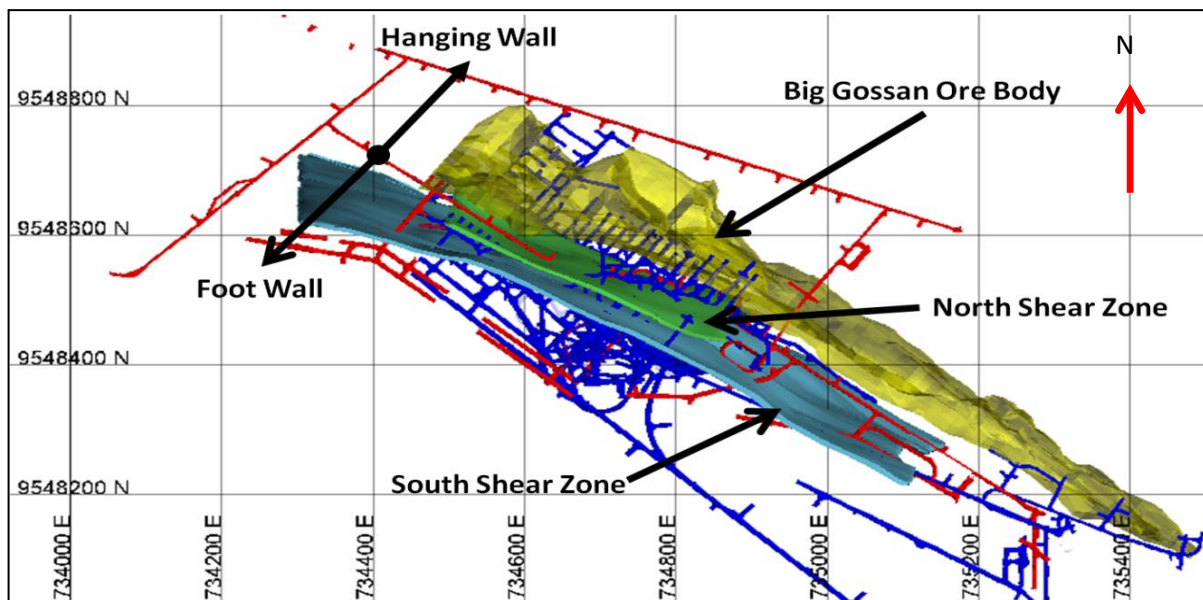 Hanging Wall
N
9548800 N
Big Gossan Ore Body
9548600 N
Foot Wall
North Shear Zone
9548400 N
South Shear Zone
9548200 N
734000 E
734200 E
734400 E
734600 E
734800 E
735000 E
735200 E
735400 E